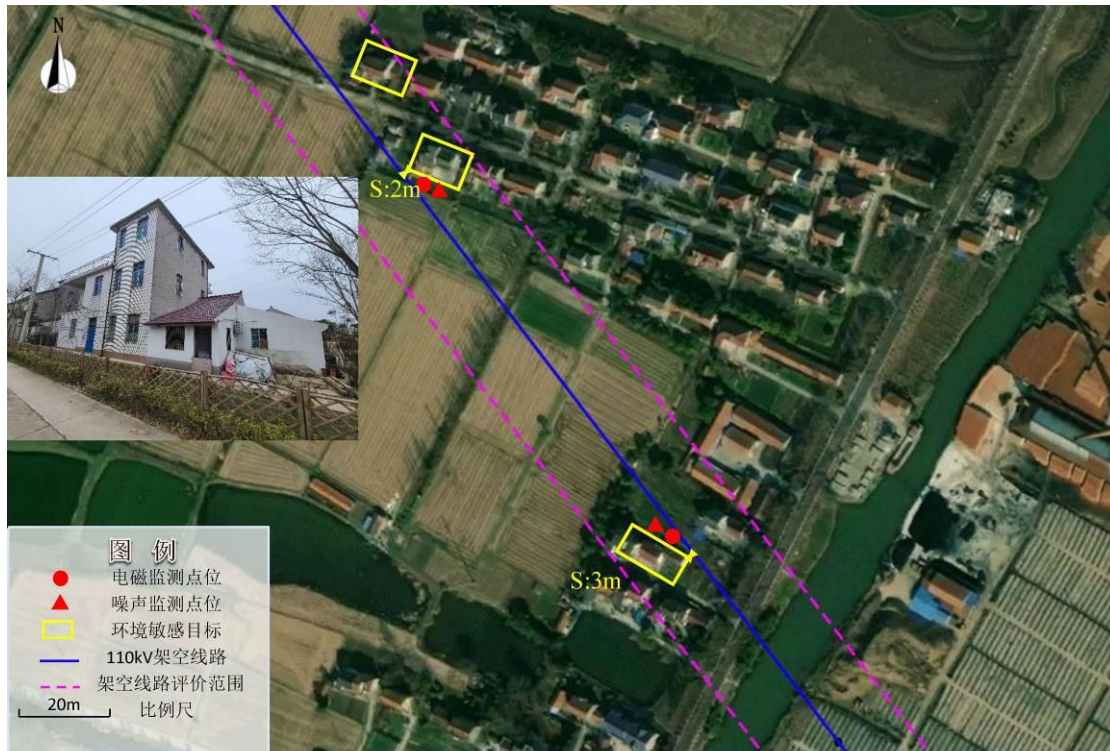 N
S:2m
S:3m
图 例
电磁监测点位
噪声监测点位
环境敏感目标
110kV架空线路
架空线路评价范围
20m 比例尺